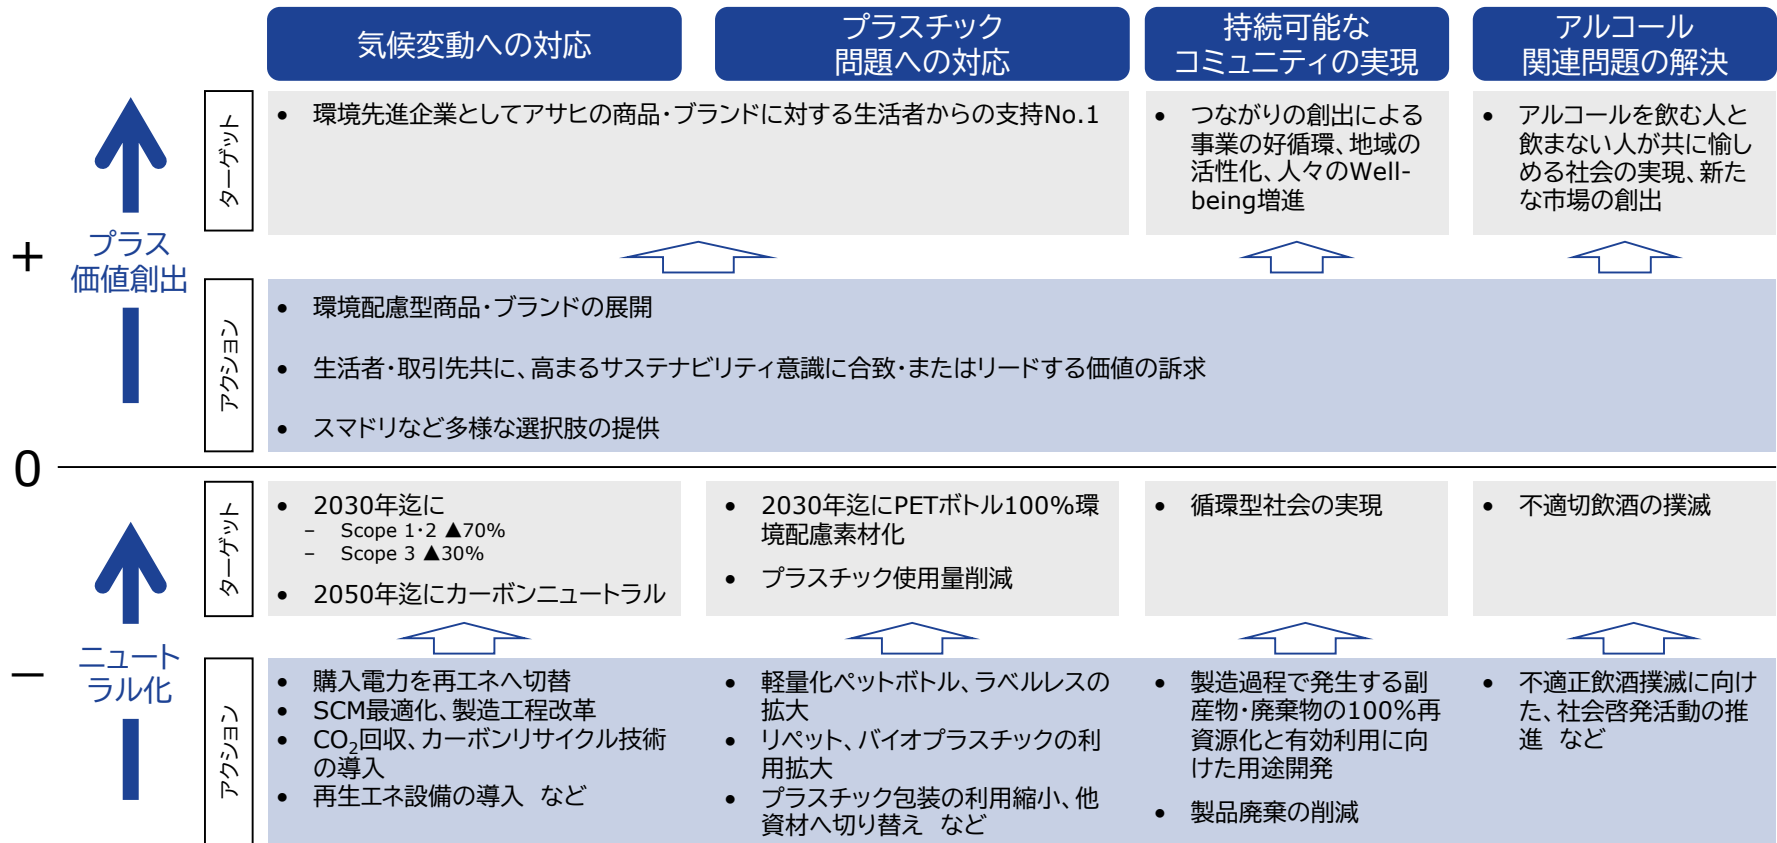 気候変動への対応
プラスチック
問題への対応
持続可能な
コミュニティの実現
アルコール
関連問題の解決
+
プラス
価値創出
ターゲット
• 環境先進企業としてアサヒの商品・ブランドに対する生活者からの支持No.1
• つながりの創出による
事業の好循環、地域の
活性化、人々のWell-
being増進
• アルコールを飲む人と
飲まない人が共に愉し
める社会の実現、新た
な市場の創出
アクション
• 環境配慮型商品・ブランドの展開
• 生活者・取引先共に、高まるサステナビリティ意識に合致・またはリードする価値の訴求
• スマドリなど多様な選択肢の提供
0
−
ニュート
ラル化
ターゲット
• 2030年迄に
– Scope 1・2 ▲70%
– Scope 3 ▲30%
• 2050年迄にカーボンニュートラル
• 2030年迄にPETボトル100%環
境配慮素材化
• プラスチック使用量削減
• 循環型社会の実現
• 不適切飲酒の撲滅
アクション
• 購入電力を再エネへ切替
• SCM最適化、製造工程改革
• CO₂回収、カーボンリサイクル技術
の導入
• 再生エネ設備の導入 など
• 軽量化ペットボトル、ラベルレスの
拡大
• リペット、バイオプラスチックの利
用拡大
• プラスチック包装の利用縮小、他
資材へ切り替え など
• 製造過程で発生する副
産物・廃棄物の100%再
資源化と有効利用に向
けた用途開発
• 製品廃棄の削減
• 不適正飲酒撲滅に向け
た、社会啓発活動の推
進 など